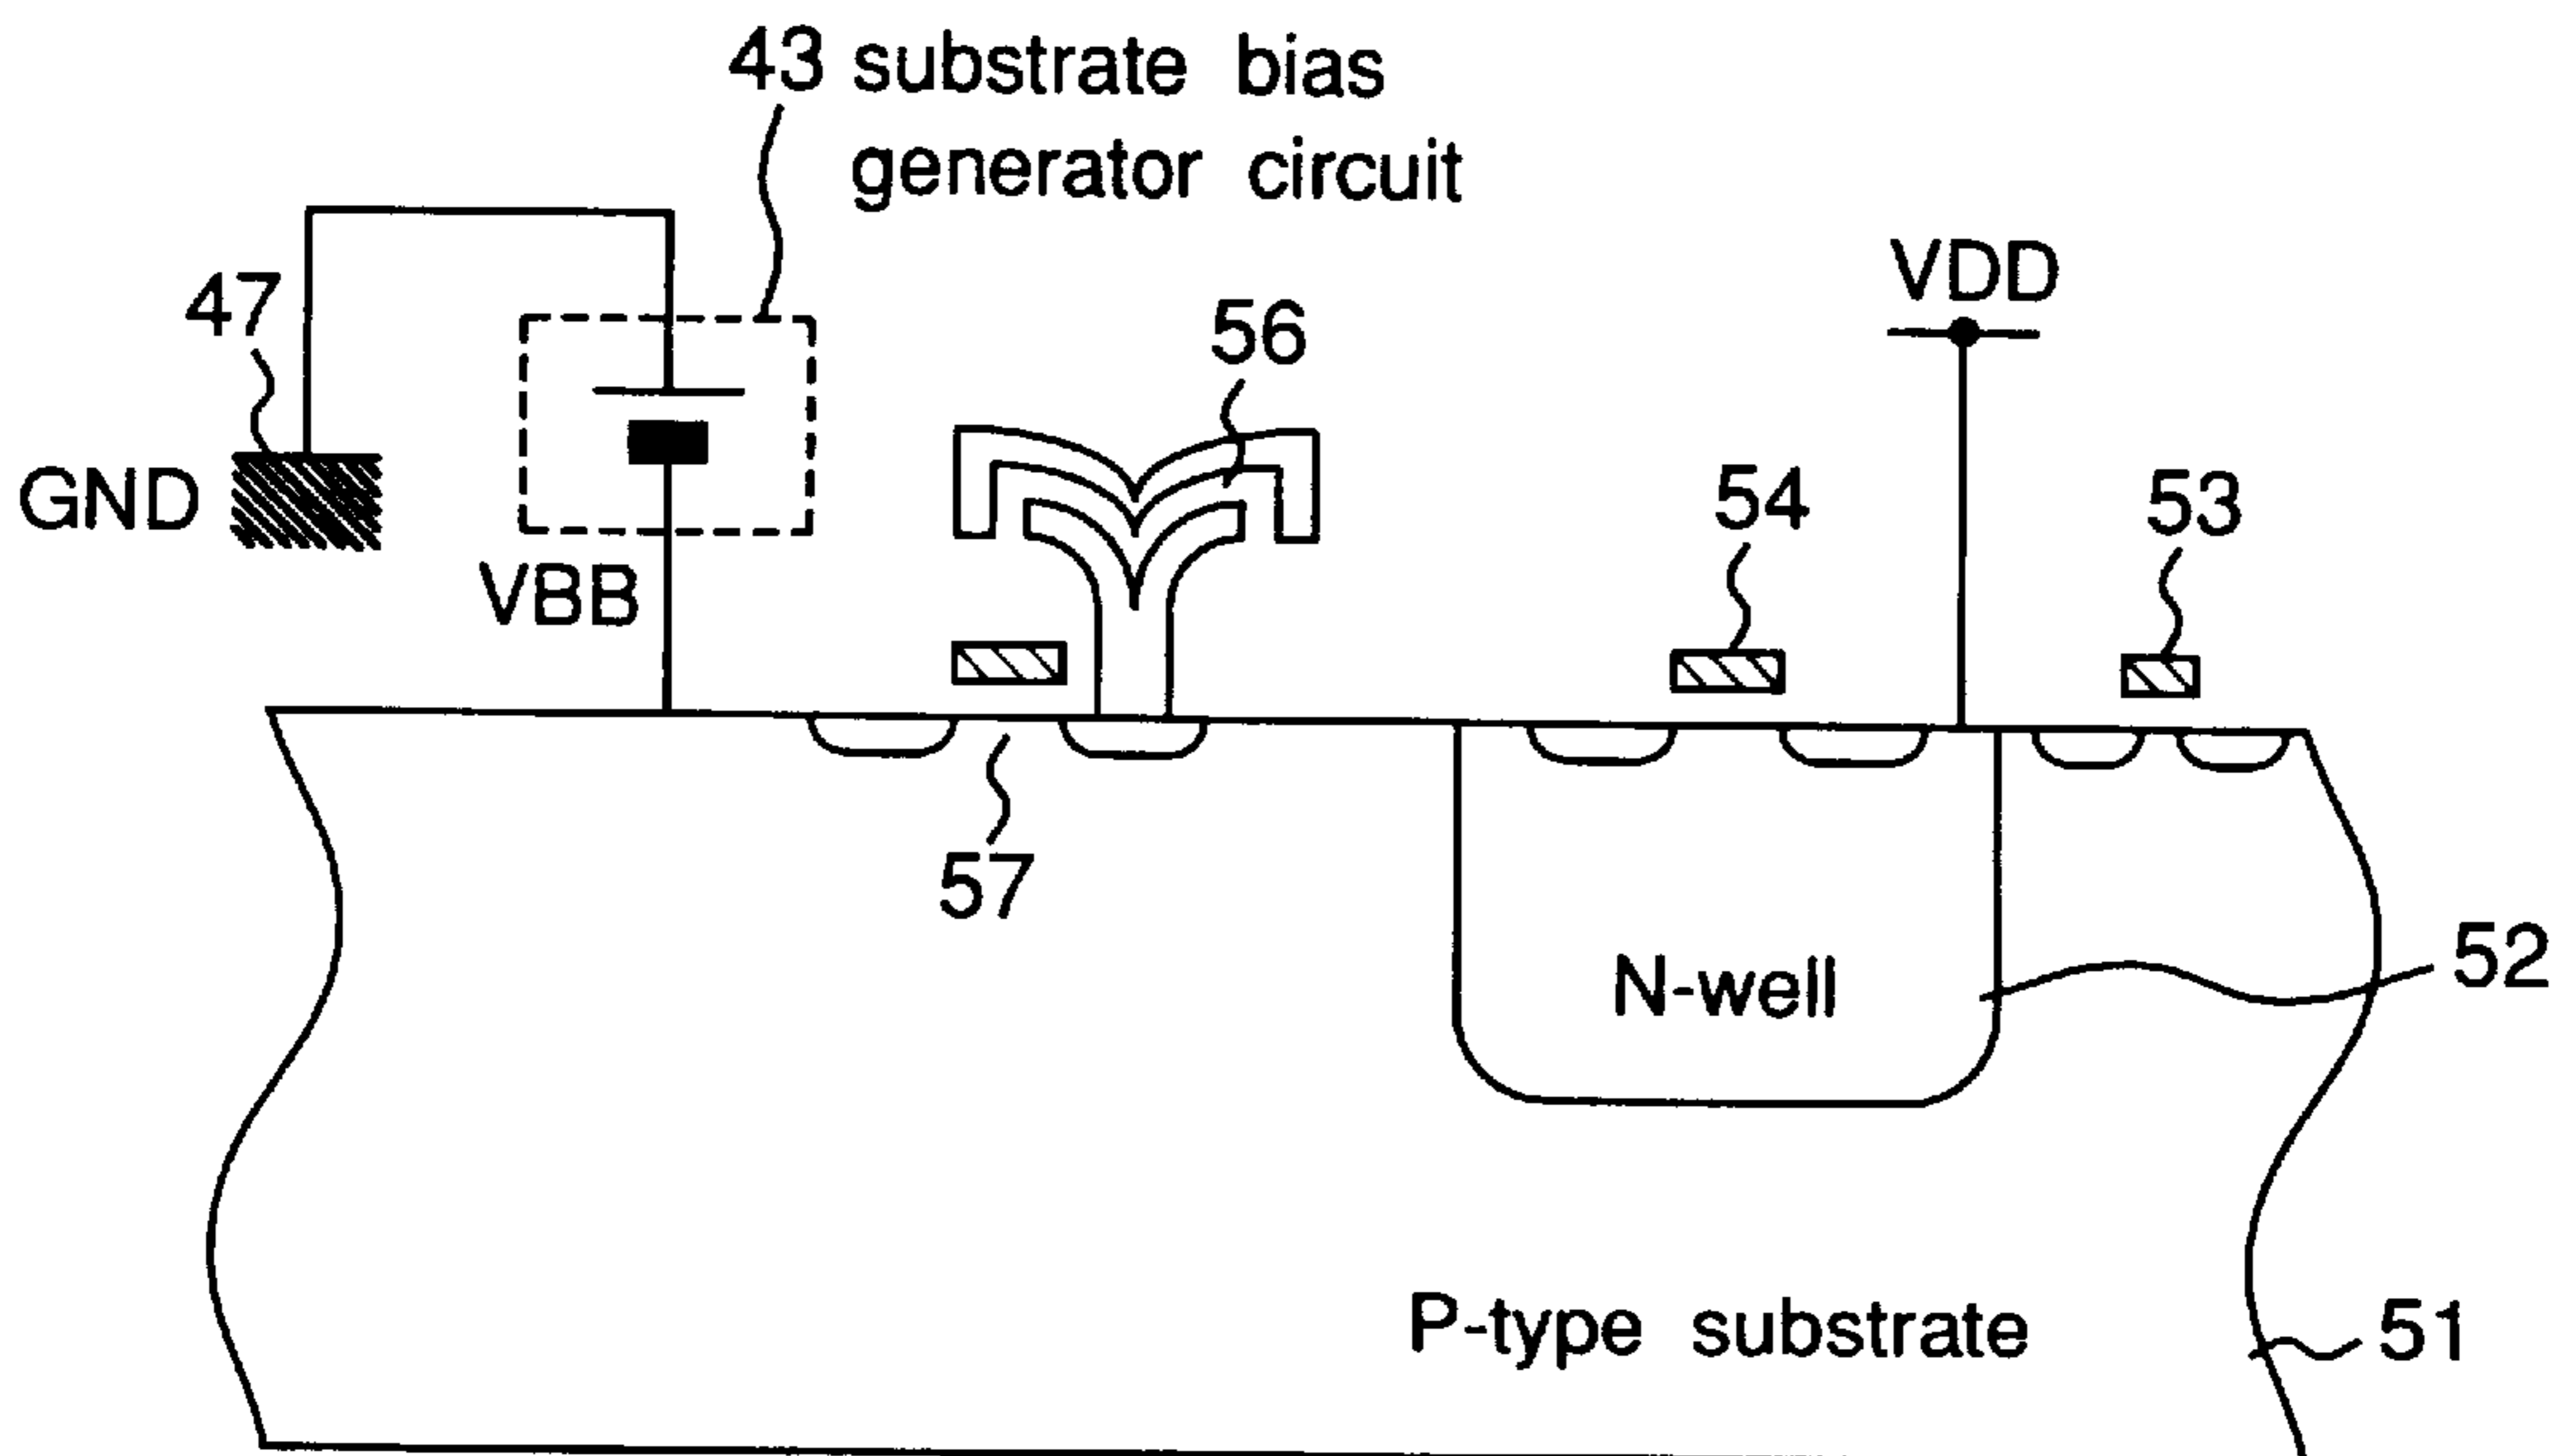 43 substrate bias
generator circuit
47
VDD
56
GND
54
53
VBB
57
N-well
52
P-type substrate
51